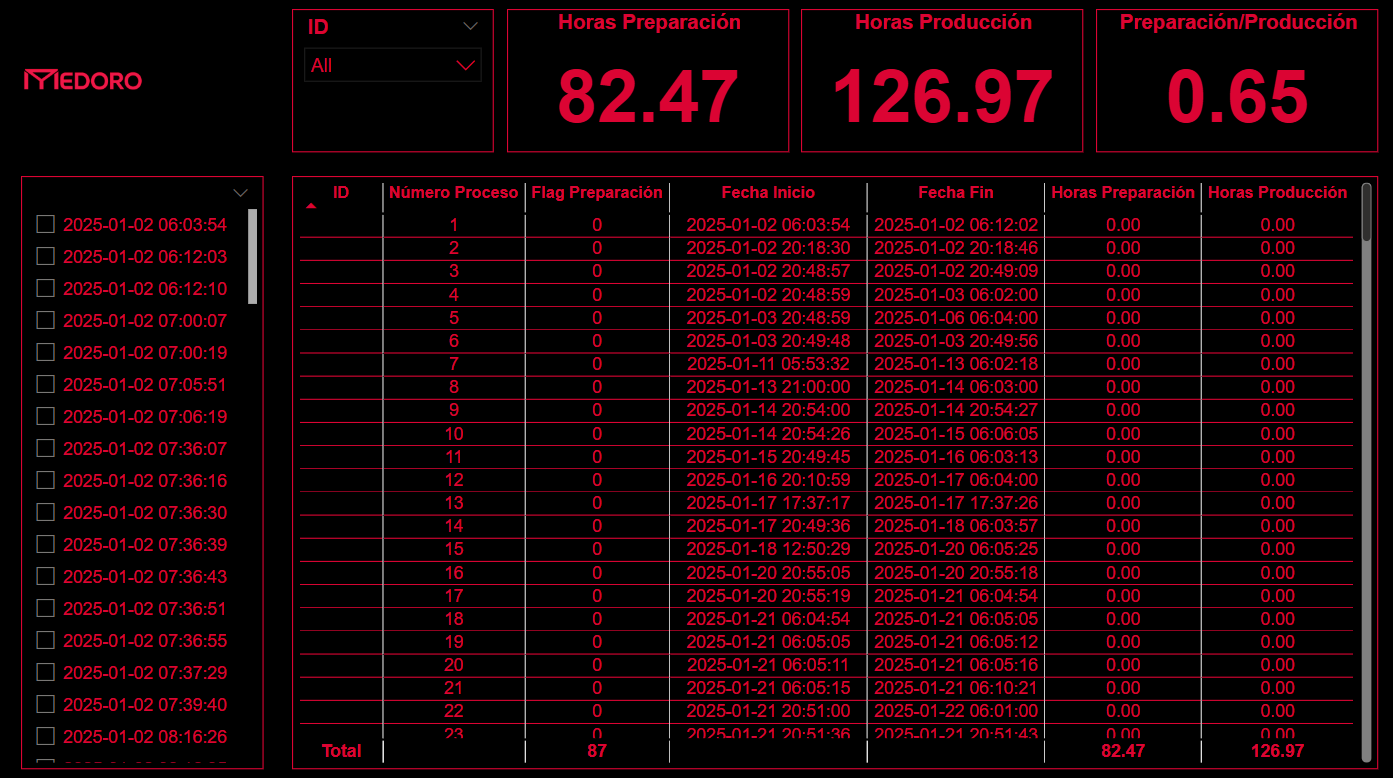 MEDORO
ID
All
Horas Preparación
82.47
Horas Producción
126.97
Preparación/Producción
0.65
2025-01-02 06:03:54
2025-01-02 06:12:03
2025-01-02 06:12:10
2025-01-02 07:00:07
2025-01-02 07:00:19
2025-01-02 07:05:51
2025-01-02 07:06:19
2025-01-02 07:36:07
2025-01-02 07:36:16
2025-01-02 07:36:30
2025-01-02 07:36:39
2025-01-02 07:36:43
2025-01-02 07:36:51
2025-01-02 07:36:55
2025-01-02 07:37:29
2025-01-02 07:39:40
2025-01-02 08:16:26
ID Número Proceso Flag Preparación Fecha Inicio Fecha Fin Horas Preparación Horas Producción
1 0 2025-01-02 06:03:54 2025-01-02 06:12:02 0.00 0.00
2 0 2025-01-02 20:18:30 2025-01-02 20:18:46 0.00 0.00
3 0 2025-01-02 20:48:57 2025-01-02 20:49:09 0.00 0.00
4 0 2025-01-02 20:48:59 2025-01-03 06:02:00 0.00 0.00
5 0 2025-01-03 20:48:59 2025-01-06 06:04:00 0.00 0.00
6 0 2025-01-03 20:49:48 2025-01-03 20:49:56 0.00 0.00
7 0 2025-01-11 05:53:32 2025-01-13 06:02:18 0.00 0.00
8 0 2025-01-13 21:00:00 2025-01-14 06:03:00 0.00 0.00
9 0 2025-01-14 20:54:00 2025-01-14 20:54:27 0.00 0.00
10 0 2025-01-14 20:54:26 2025-01-15 06:06:05 0.00 0.00
11 0 2025-01-15 20:49:45 2025-01-16 06:03:13 0.00 0.00
12 0 2025-01-16 20:10:59 2025-01-17 06:04:00 0.00 0.00
13 0 2025-01-17 17:37:17 2025-01-17 17:37:26 0.00 0.00
14 0 2025-01-17 20:49:36 2025-01-18 06:03:57 0.00 0.00
15 0 2025-01-18 12:50:29 2025-01-20 06:05:25 0.00 0.00
16 0 2025-01-20 20:55:05 2025-01-20 20:55:18 0.00 0.00
17 0 2025-01-20 20:55:19 2025-01-21 06:04:54 0.00 0.00
18 0 2025-01-21 06:04:54 2025-01-21 06:05:05 0.00 0.00
19 0 2025-01-21 06:05:05 2025-01-21 06:05:12 0.00 0.00
20 0 2025-01-21 06:05:11 2025-01-21 06:05:16 0.00 0.00
21 0 2025-01-21 06:05:15 2025-01-21 06:10:21 0.00 0.00
22 0 2025-01-21 20:51:00 2025-01-22 06:01:00 0.00 0.00
23 0 2025-01-21 20:51:36 2025-01-21 20:51:43 0.00 0.00
Total 87 82.47 126.97